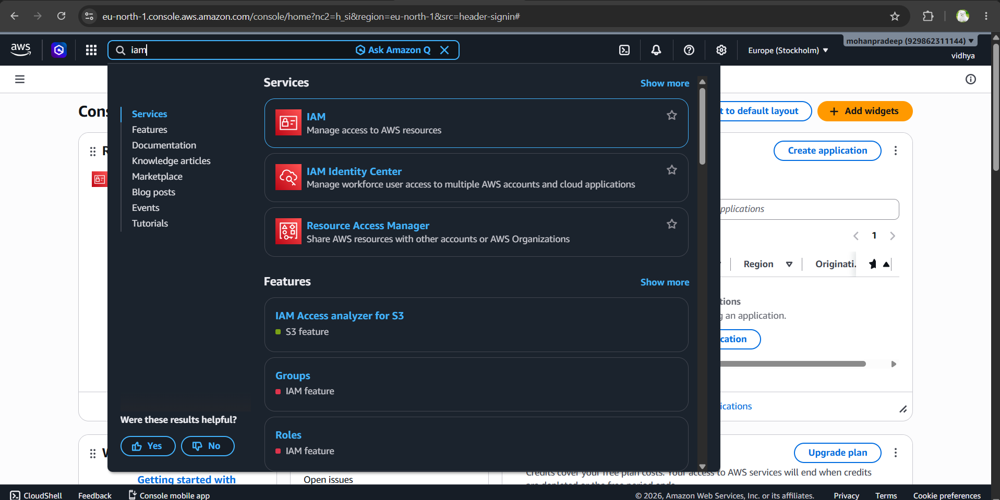 eu-north-1.console.aws.amazon.com/console/home?nc2=h_si&region=eu-north-1&src=header-signin#
aws
iam
Ask Amazon Q
Europe (Stockholm)
mohanpradeep (929862311144)
vidhya
Services
Features
Documentation
Knowledge articles
Marketplace
Blog posts
Events
Tutorials
Were these results helpful?
Yes
No
Services
Show more
IAM
Manage access to AWS resources
IAM Identity Center
Manage workforce user access to multiple AWS accounts and cloud applications
Resource Access Manager
Share AWS resources with other accounts or AWS Organizations
Features
Show more
IAM Access analyzer for S3
S3 feature
Groups
IAM feature
Roles
IAM feature
Cons
t to default layout
+ Add widgets
Create application
pplications
1
Region
Originati.
tions
g an application.
cation
ications
Upgrade plan
Getting started with
Open issues
Credits cover your free plan costs. Your access to AWS services will end when credits
are depleted or the free period ends.
CloudShell
Feedback
Console mobile app
© 2026, Amazon Web Services, Inc. or its affiliates.
Privacy
Terms
Cookie preferences